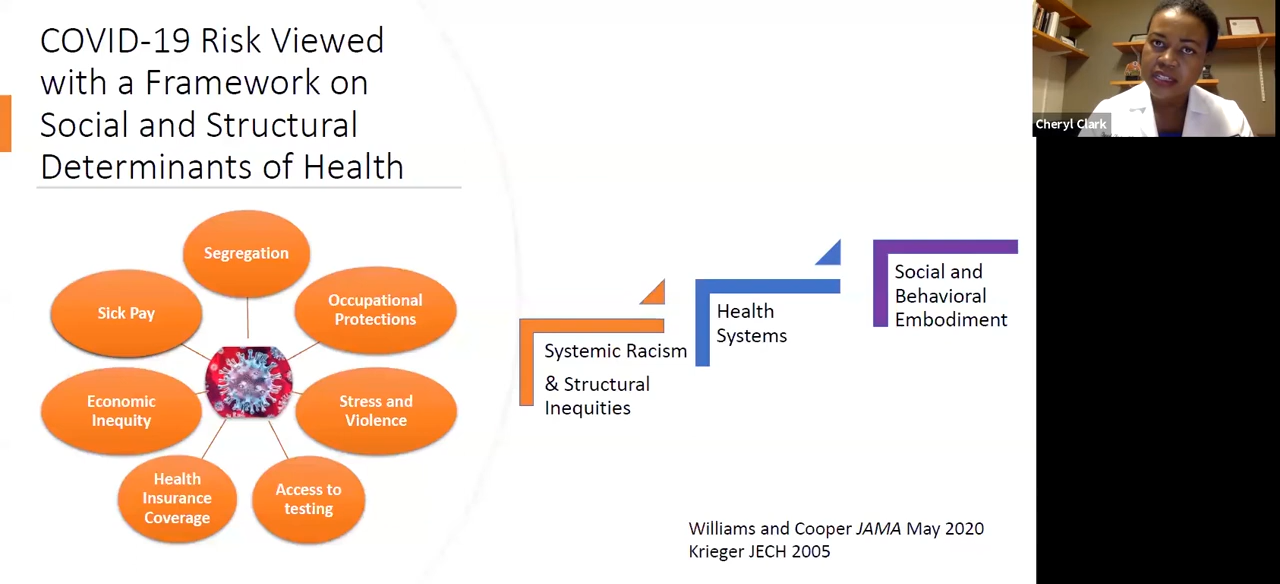 COVID-19 Risk Viewed
with a Framework on
Social and Structural
Determinants of Health
Segregation
Sick Pay
Occupational
Protections
Economic
Inequity
Stress and
Violence
Health
Insurance
Coverage
Access to
testing
Systemic Racism
& Structural
Inequities
Health
Systems
Social and
Behavioral
Embodiment
Williams and Cooper JAMA May 2020
Krieger JECH 2005
Cheryl Clark